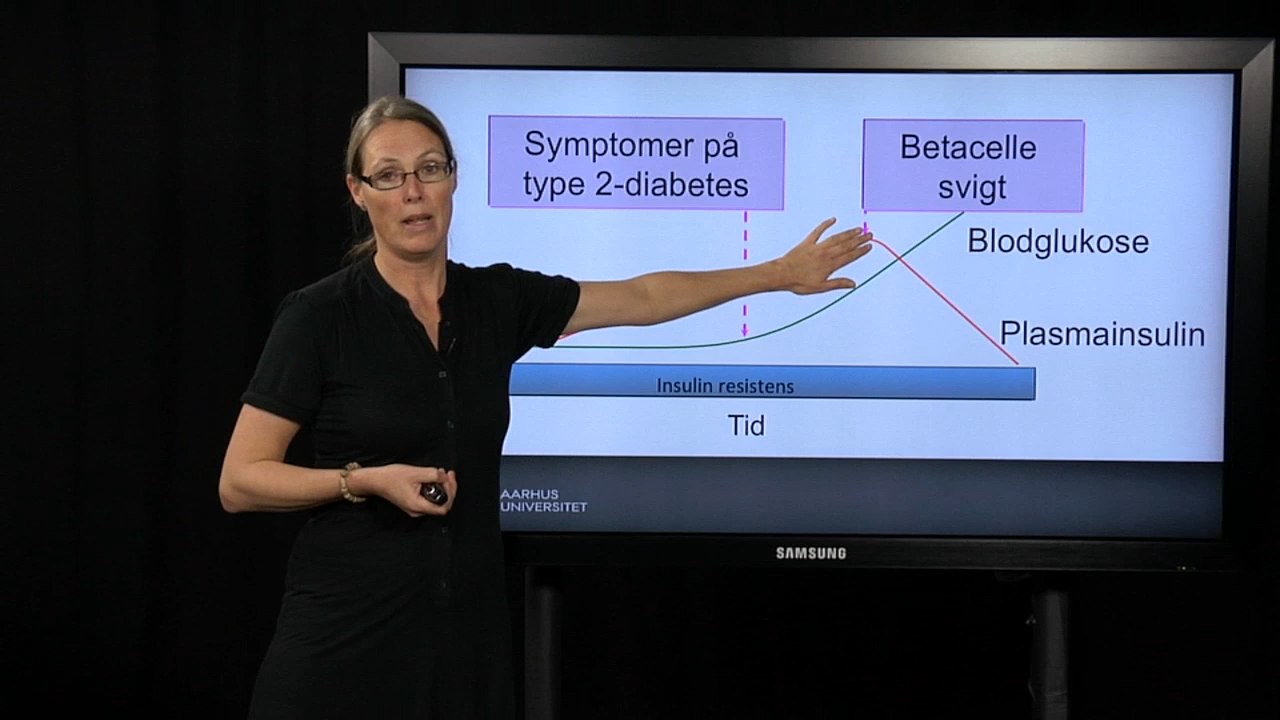 Symptomer på
type 2-diabetes
Betacelle
svigt
Blodglukose
Plasmainsulin
Insulin resistens
Tid
AARHUS
UNIVERSITET
SAMSUNG